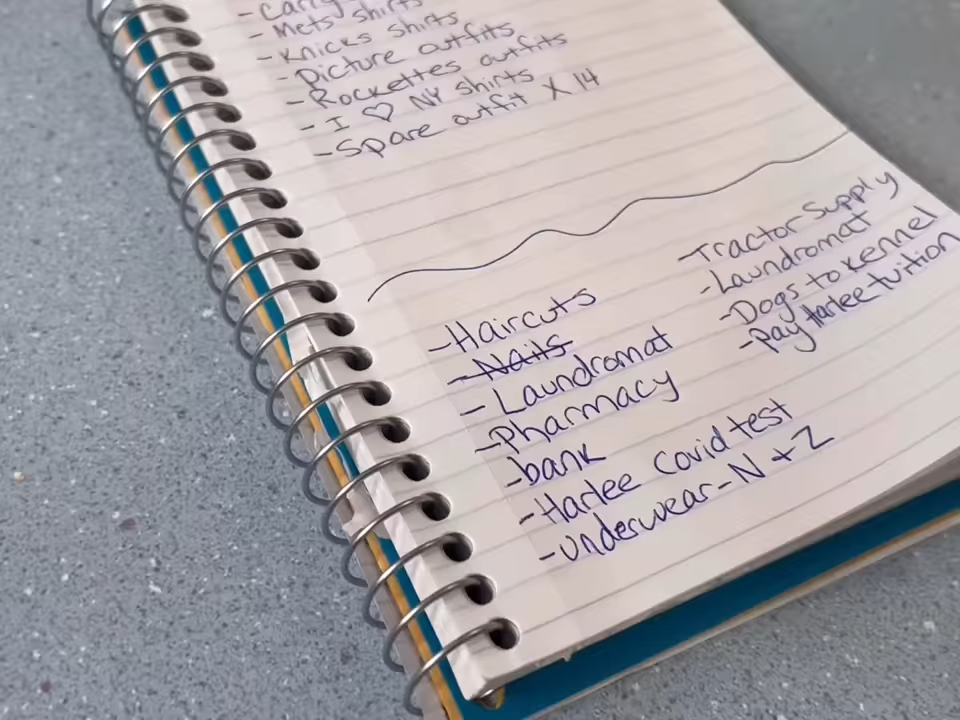 - Carry
- Mets shirts
- Knicks shirts
- Picture outfits
- Rockettes outfits
- I ♡ NY shirts
- Spare outfit X 14
- Haircuts
- Nails
- Laundromat
- Pharmacy
- bank
- Harlee covid test
- underwear - N + Z
- Tractor Supply
- Laundromat
- Dogs to kennel
- Pay Harlee tuition